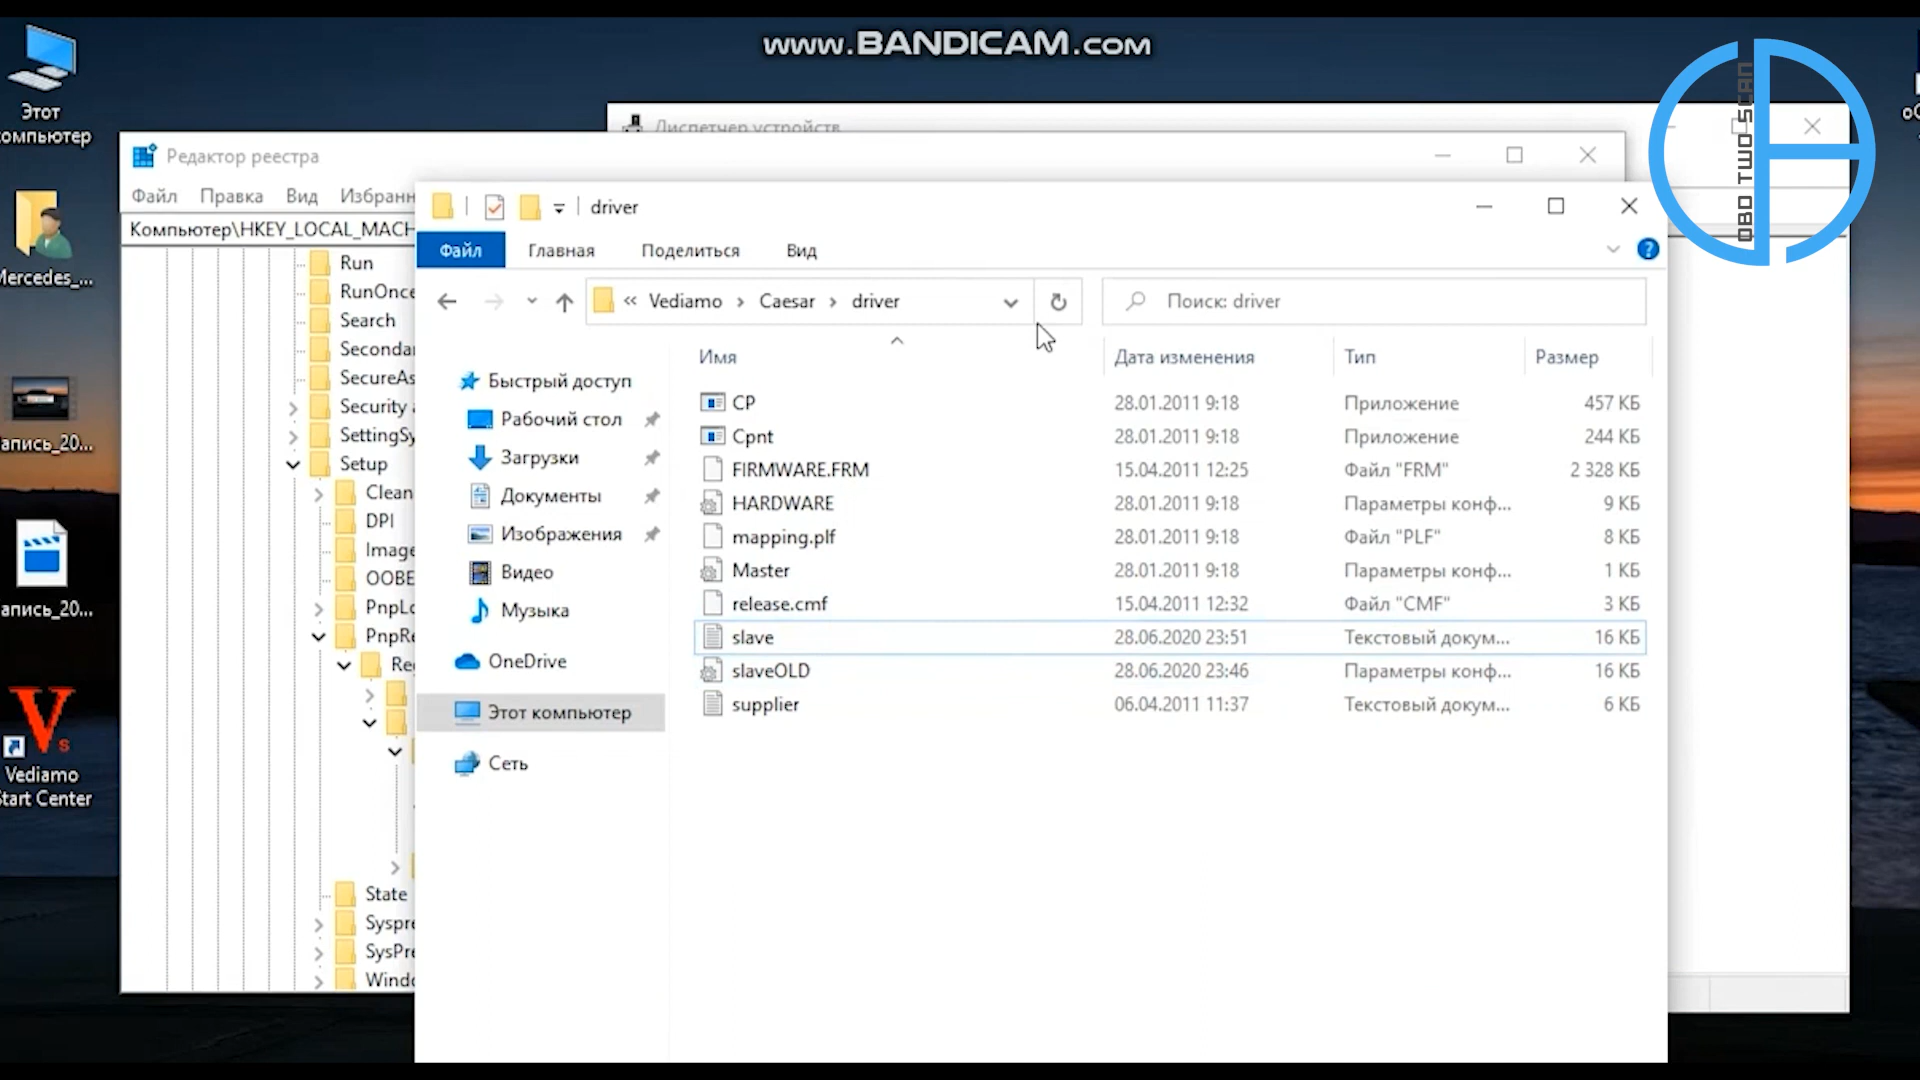 www.BANDICAM.com
OBD TWO SCAN
Этот
компьютер
Mercedes_...
апись_20...
апись_20...
Vediamo
Start Center
Диспетчер устройств
Редактор реестра
Файл Правка Вид Избранн
Компьютер\HKEY_LOCAL_MACH
Run
RunOnce
Search
Seconda
SecureAs
Security a
SettingSy
Setup
Clean
DPI
Image
OOBE
PnpLo
PnpRe
Re
State
Syspre
SysPre
Windo
driver
Файл Главная Поделиться Вид
« Vediamo › Caesar › driver
Поиск: driver
Быстрый доступ
Рабочий стол
Загрузки
Документы
Изображения
Видео
Музыка
OneDrive
Этот компьютер
Сеть
Имя Дата изменения Тип Размер
CP 28.01.2011 9:18 Приложение 457 КБ
Cpnt 28.01.2011 9:18 Приложение 244 КБ
FIRMWARE.FRM 15.04.2011 12:25 Файл "FRM" 2 328 КБ
HARDWARE 28.01.2011 9:18 Параметры конф... 9 КБ
mapping.plf 28.01.2011 9:18 Файл "PLF" 8 КБ
Master 28.01.2011 9:18 Параметры конф... 1 КБ
release.cmf 15.04.2011 12:32 Файл "CMF" 3 КБ
slave 28.06.2020 23:51 Текстовый докум... 16 КБ
slaveOLD 28.06.2020 23:46 Параметры конф... 16 КБ
supplier 06.04.2011 11:37 Текстовый докум... 6 КБ